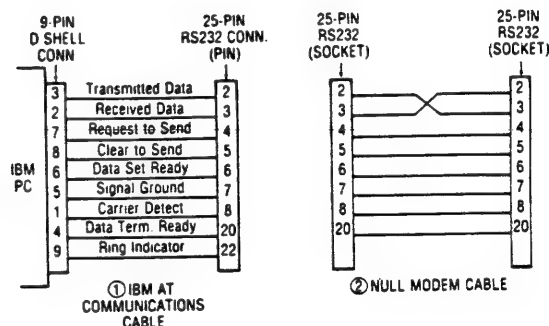 9-PIN
D SHELL
CONN
25-PIN
RS232 CONN.
(PIN)
IBM
PC
3 Transmitted Data 2
2 Received Data 3
7 Request to Send 4
8 Clear to Send 5
6 Data Set Ready 6
5 Signal Ground 7
1 Carrier Detect 8
4 Data Term. Ready 20
9 Ring Indicator 22
① IBM AT
COMMUNICATIONS
CABLE
25-PIN
RS232
(SOCKET)
25-PIN
RS232
(SOCKET)
2 2
3 3
4 4
5 5
6 6
7 7
8 8
20 20
② NULL MODEM CABLE